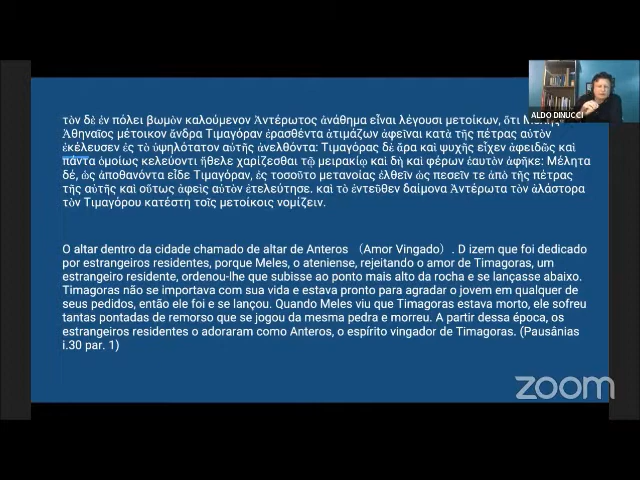 ALDO DINUCCI
τὸν δὲ ἐν πόλει βωμὸν καλούμενον Ἀντέρωτος ἀνάθημα εἶναι λέγουσι μετοίκων, ὅτι
Ἀθηναῖος μέτοικον ἄνδρα Τιμαγόραν ἐρασθέντα ἀτιμάζων ἀφεῖναι κατὰ τῆς πέτρας αὑτὸν
ἐκέλευσεν ἐς τὸ ὑψηλότατον αὐτῆς ἀνελθόντα: Τιμαγόρας δὲ ἄρα καὶ ψυχῆς εἶχεν ἀφειδῶς καὶ
πάντα ὁμοίως κελεύοντι ἤθελε χαρίζεσθαι τῷ μειρακίῳ καὶ δὴ καὶ φέρων ἑαυτὸν ἀφῆκε: Μέλητα
δέ, ὡς ἀποθανόντα εἶδε Τιμαγόραν, ἐς τοσοῦτο μετανοίας ἐλθεῖν ὡς πεσεῖν τε ἀπὸ τῆς πέτρας
τῆς αὐτῆς καὶ οὕτως ἀφεὶς αὑτὸν ἐτελεύτησε. καὶ τὸ ἐντεῦθεν δαίμονα Ἀντέρωτα τὸν ἀλάστορα
τὸν Τιμαγόρου κατέστη τοῖς μετοίκοις νομίζειν.
O altar dentro da cidade chamado de altar de Anteros （Amor Vingado）. D izem que foi dedicado
por estrangeiros residentes, porque Meles, o ateniense, rejeitando o amor de Timagoras, um
estrangeiro residente, ordenou-lhe que subisse ao ponto mais alto da rocha e se lançasse abaixo.
Timagoras não se importava com sua vida e estava pronto para agradar o jovem em qualquer de
seus pedidos, então ele foi e se lançou. Quando Meles viu que Timagoras estava morto, ele sofreu
tantas pontadas de remorso que se jogou da mesma pedra e morreu. A partir dessa época, os
estrangeiros residentes o adoraram como Anteros, o espírito vingador de Timagoras. (Pausânias
i.30 par. 1)
zoom